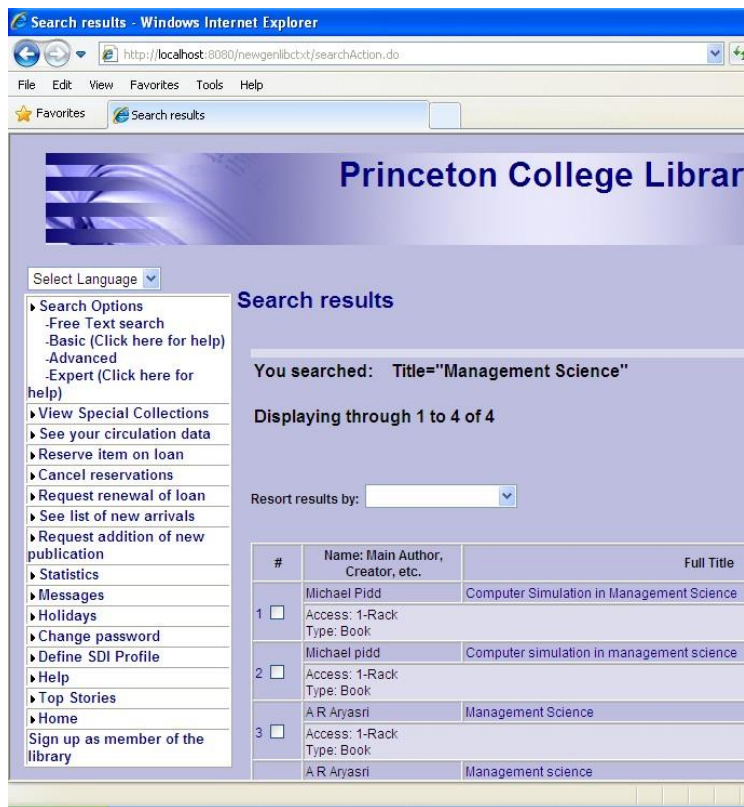 Search results - Windows Internet Explorer
http://localhost:8080/newgenlibctxt/searchAction.do
File Edit View Favorites Tools Help
Favorites Search results
Princeton College Librar
Select Language
Search Options
-Free Text search
-Basic (Click here for help)
-Advanced
-Expert (Click here for
help)
View Special Collections
See your circulation data
Reserve item on loan
Cancel reservations
Request renewal of loan
See list of new arrivals
Request addition of new
publication
Statistics
Messages
Holidays
Change password
Define SDI Profile
Help
Top Stories
Home
Sign up as member of the
library
Search results
You searched: Title="Management Science"
Displaying through 1 to 4 of 4
Resort results by:
# Name: Main Author, Full Title
Creator, etc.
Michael Pidd Computer Simulation in Management Science
1 Access: 1-Rack
Type: Book
Michael pidd Computer simulation in management science
2 Access: 1-Rack
Type: Book
A R Aryasri Management Science
3 Access: 1-Rack
Type: Book
A R Aryasri Management science